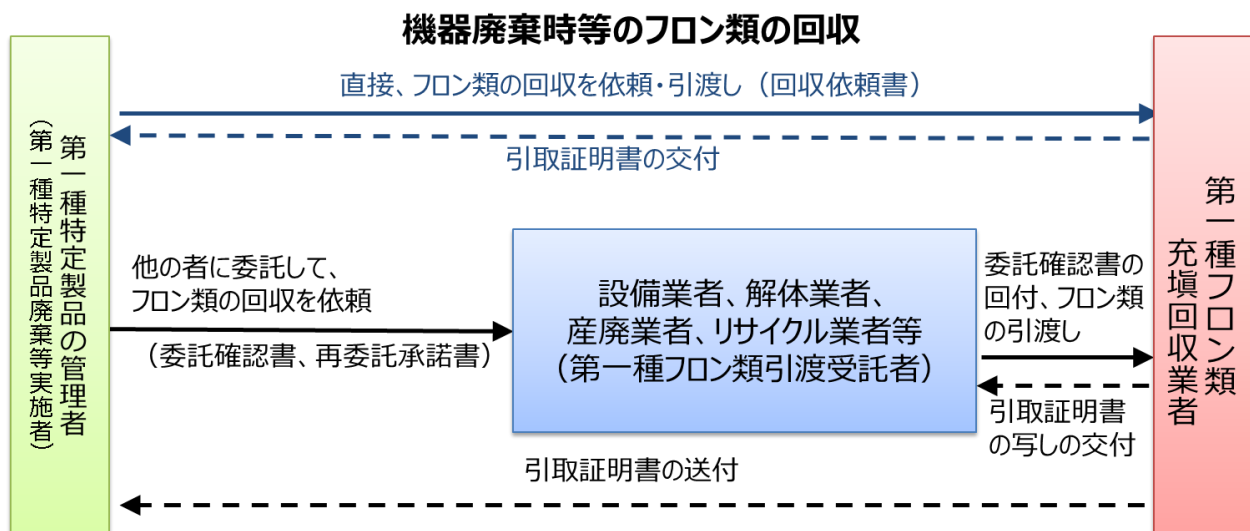 機器廃棄時等のフロン類の回収
直接、フロン類の回収を依頼・引渡し（回収依頼書）
引取証明書の交付
第一種特定製品の管理者
（第一種特定製品廃棄等実施者）
他の者に委託して、
フロン類の回収を依頼
（委託確認書、再委託承諾書）
設備業者、解体業者、
産廃業者、リサイクル業者等
（第一種フロン類引渡受託者）
委託確認書の
回付、フロン類
の引渡し
引取証明書
の写しの交付
引取証明書の送付
第一種フロン類
充塡回収業者